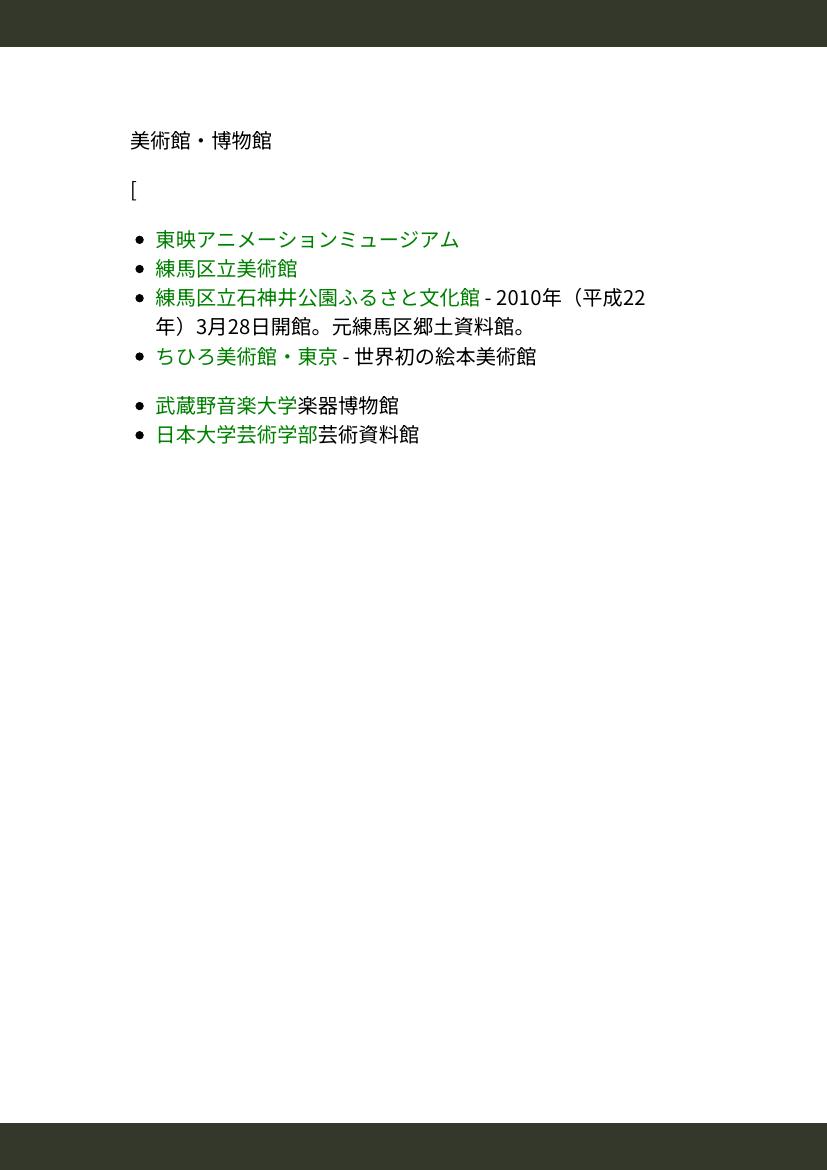 美術館・博物館
[
東映アニメーションミュージアム
練馬区立美術館
練馬区立石神井公園ふるさと文化館 - 2010年（平成22
年）3月28日開館。元練馬区郷土資料館。
ちひろ美術館・東京 - 世界初の絵本美術館
武蔵野音楽大学楽器博物館
日本大学芸術学部芸術資料館